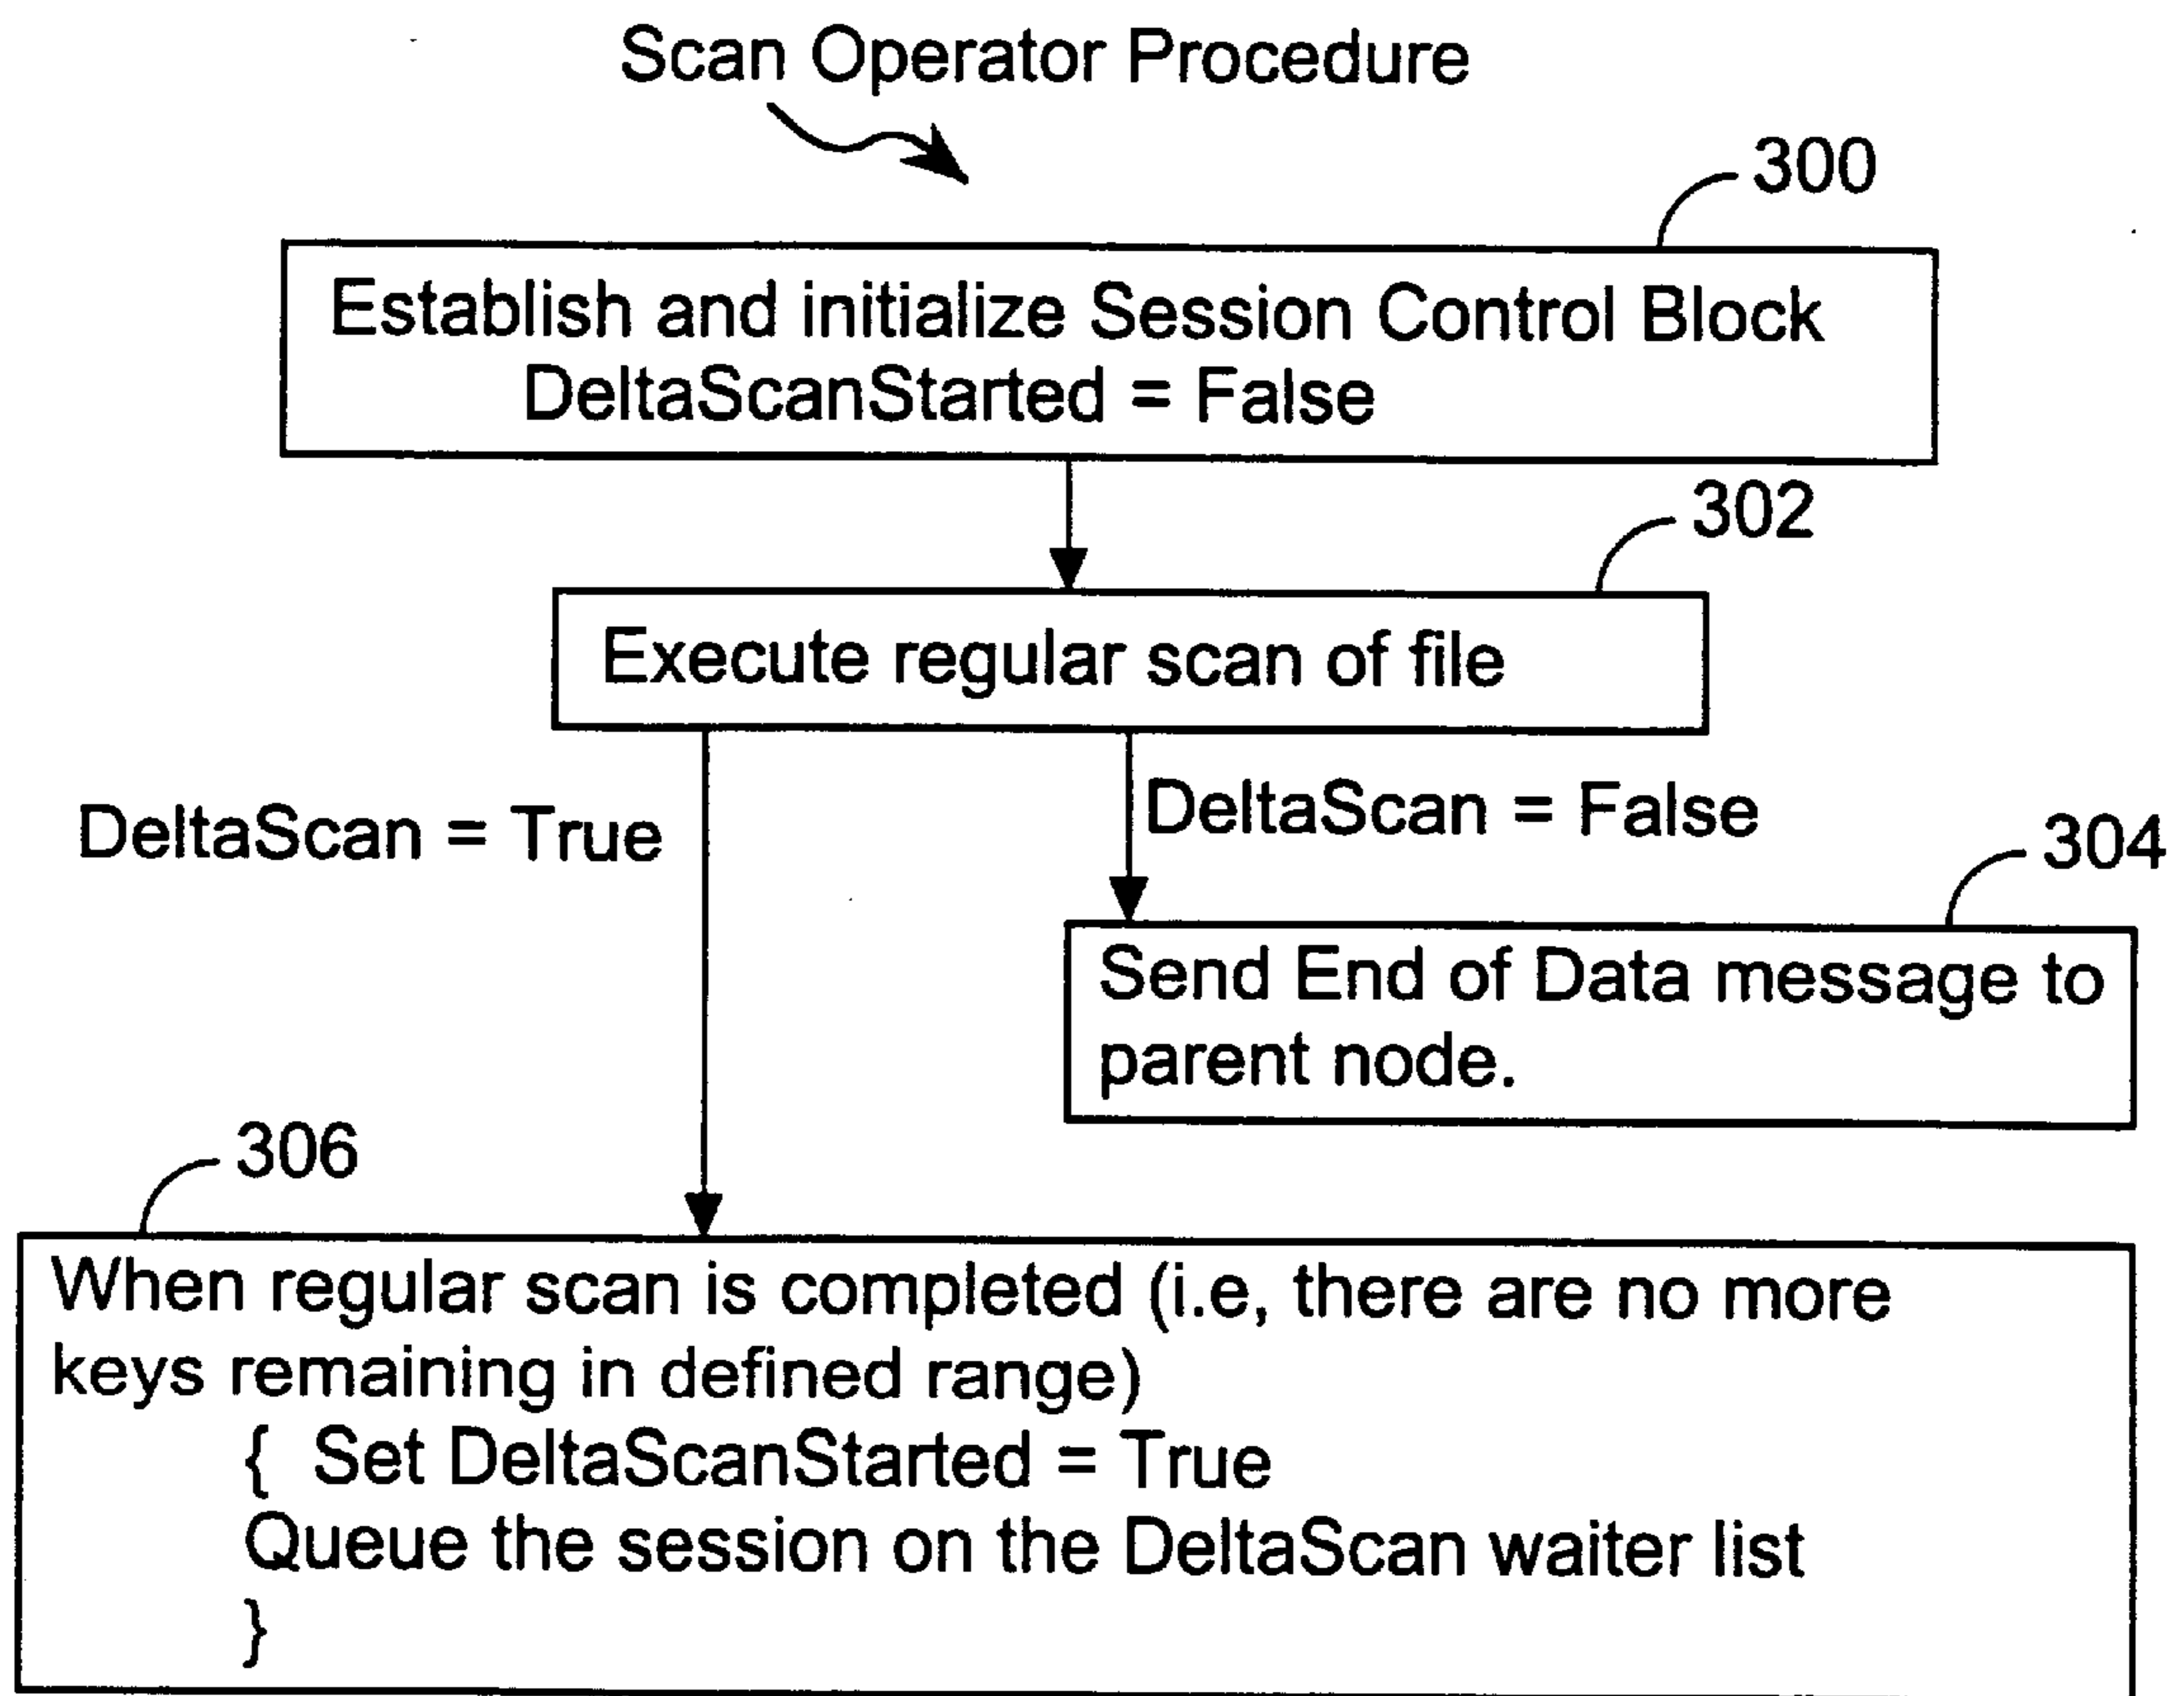 Scan Operator Procedure
300
Establish and initialize Session Control Block
DeltaScanStarted = False
302
Execute regular scan of file
DeltaScan = True
DeltaScan = False
304
Send End of Data message to
parent node.
306
When regular scan is completed (i.e, there are no more
keys remaining in defined range)
{ Set DeltaScanStarted = True
Queue the session on the DeltaScan waiter list
}